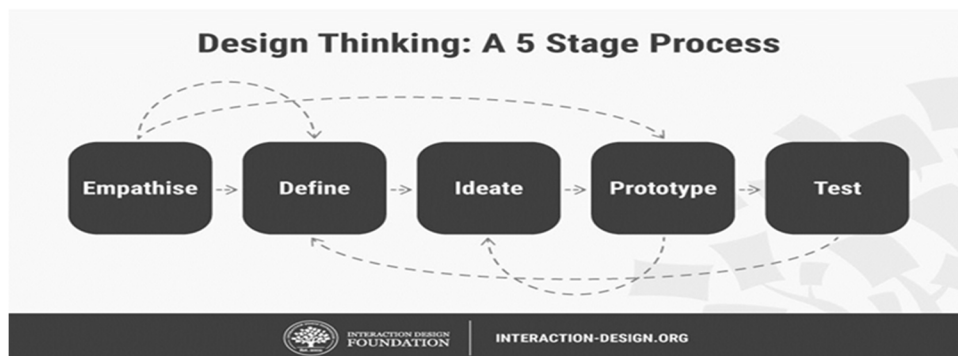 Design Thinking: A 5 Stage Process
Empathise
Define
Ideate
Prototype
Test
INTERACTION DESIGN
FOUNDATION
INTERACTION-DESIGN.ORG